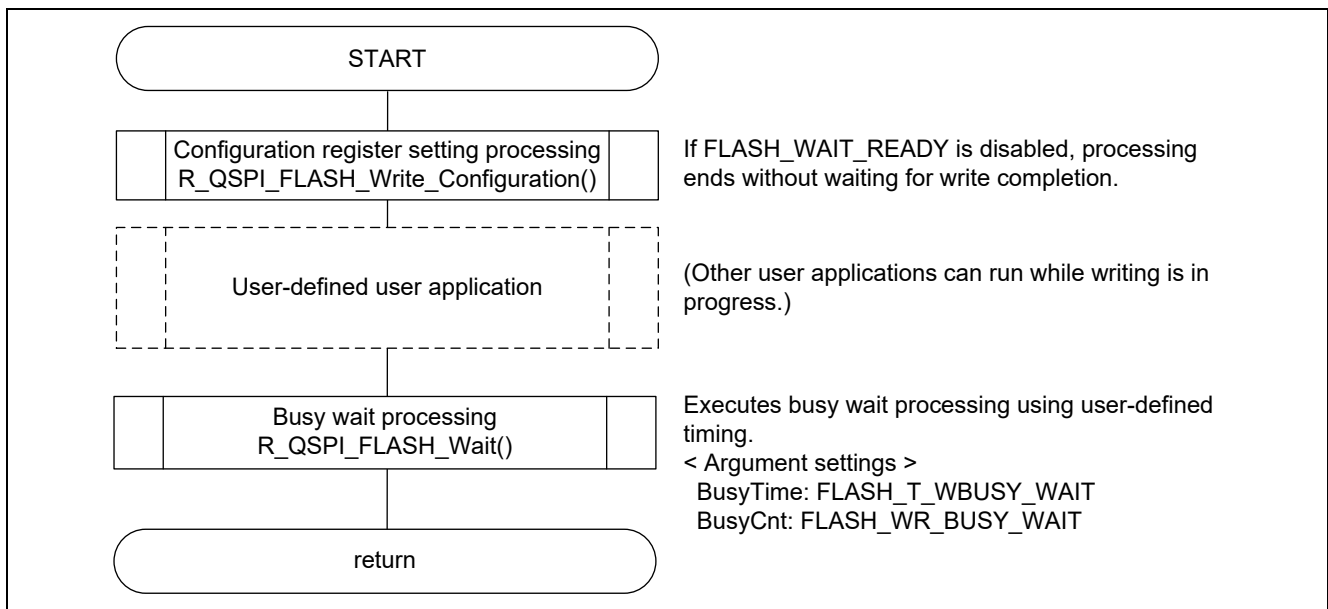 START
Configuration register setting processing
R_QSPI_FLASH_Write_Configuration()
If FLASH_WAIT_READY is disabled, processing
ends without waiting for write completion.
User-defined user application
(Other user applications can run while writing is in
progress.)
Busy wait processing
R_QSPI_FLASH_Wait()
Executes busy wait processing using user-defined
timing.
< Argument settings >
BusyTime: FLASH_T_WBUSY_WAIT
BusyCnt: FLASH_WR_BUSY_WAIT
return